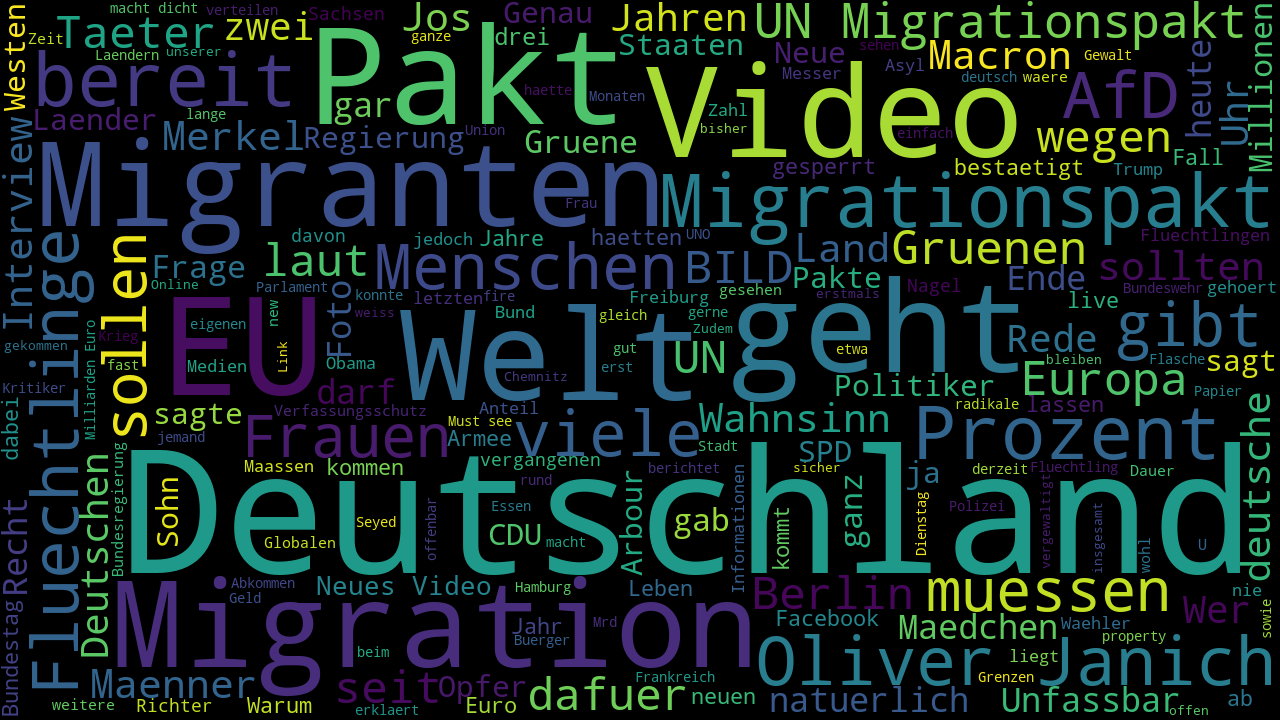 macht dicht
verteilen
Sachsen
Jos
Genau
Jahren
UN Migrationspakt
Westen
Zeit
Taeter
zwei
ganze
drei
Staaten
Neue
Macron
sehen
Gewalt
Laendern
unserer
Pakt
bereit
gar
haette
Monaten
Video
Messer
Asyl
deutsch
waere
AfD
heute
Uhr
Millionen
Laender
lange
Merkel
Regierung
Union
Gruene
Zahl
bisher
einfach
wegen
gesperrt
bestaetigt
Trump
Fall
Interview
Migranten
Frau
Migrationspakt
Fluechtlinge
sollen
davon
jedoch
Jahre
haetten
UNO
Land
Gruenen
Fluechtlingen
Frage
laut
Menschen
BILD
Pakte
Ende
sollten
Online
Parlament
Foto
konnte
weiss
letzten
fire
Freiburg
gesehen
erstmals
Nagel
live
Bundeswehr
gehoert
EU
eigenen
new
Link
Welt
Bund
gleich
gerne
Zudem
geht
Rede
gibt
gekommen
Krieg
fast
Medien
Obama
Chemnitz
gut
erst
UN
etwa
bleiben
Flasche
sagt
Kritiker
Milliarden Euro
darf
Politiker
Europa
Papier
dabei
sagte
Verfassungsschutz
Anteil
Must see
Wahnsinn
radikale
lassen
deutsche
jemand
Frauen
Armee
viele
Stadt
SPD
Prozent
Deutschen
Bundesregierung
Maassen
kommen
vergangenen
berichtet
sicher
ja
derzeit
Fluechtling
Dauer
Deutschland
Sohn
Seyed
Globalen
offenbar
rund
Essen
CDU
macht
Arbour
gab
Informationen
kommt
ganz
Dienstag
Polizei
vergewaltigt
insgesamt
wohl
U
Recht
Bundestag
Abkommen
Geld
Neues Video
Hamburg
Leben
Berlin
muessen
nie
Wer
sowie
Migration
Jahr
Buerger
Mrd
Facebook
Maedchen
Waehler
property
beim
Oliver Janich
liegt
Grenzen
Maenner
seit
Opfer
dafuer
Frankreich
neuen
natuerlich
Unfassbar
ab
weitere
Richter
Warum
erklaert
Euro
offen